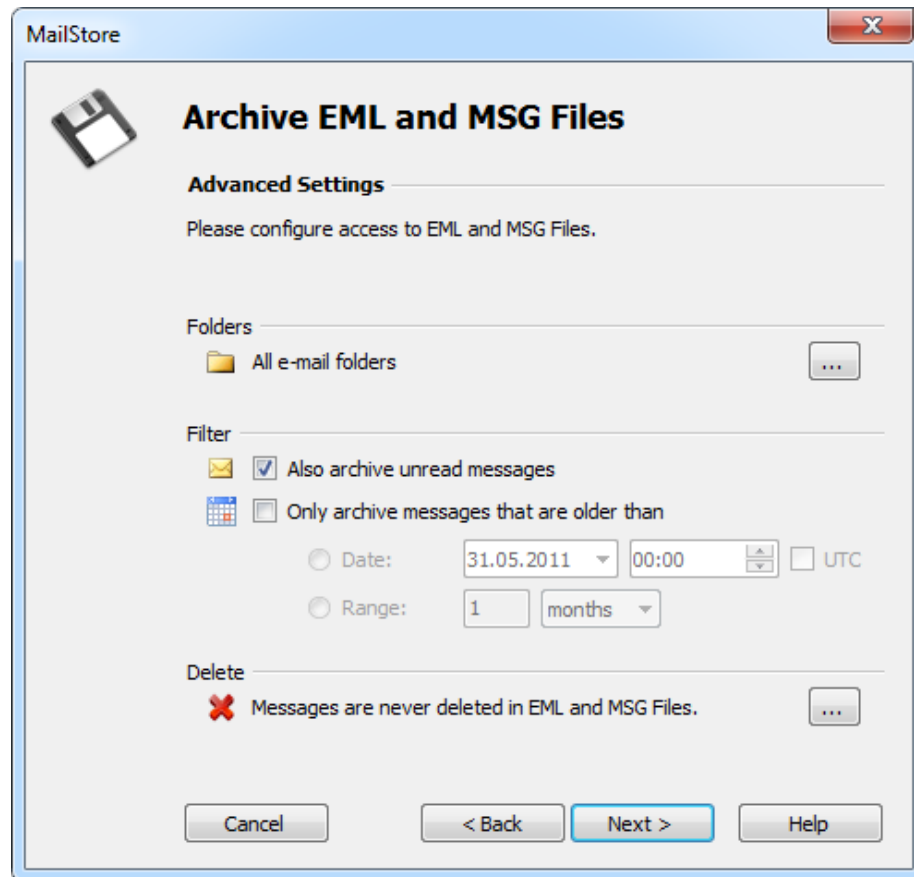 MailStore
Archive EML and MSG Files
Advanced Settings
Please configure access to EML and MSG Files.
Folders
All e-mail folders ...
Filter
Also archive unread messages
Only archive messages that are older than
Date: 31.05.2011 00:00 UTC
Range: 1 months
Delete
Messages are never deleted in EML and MSG Files. ...
Cancel < Back Next > Help